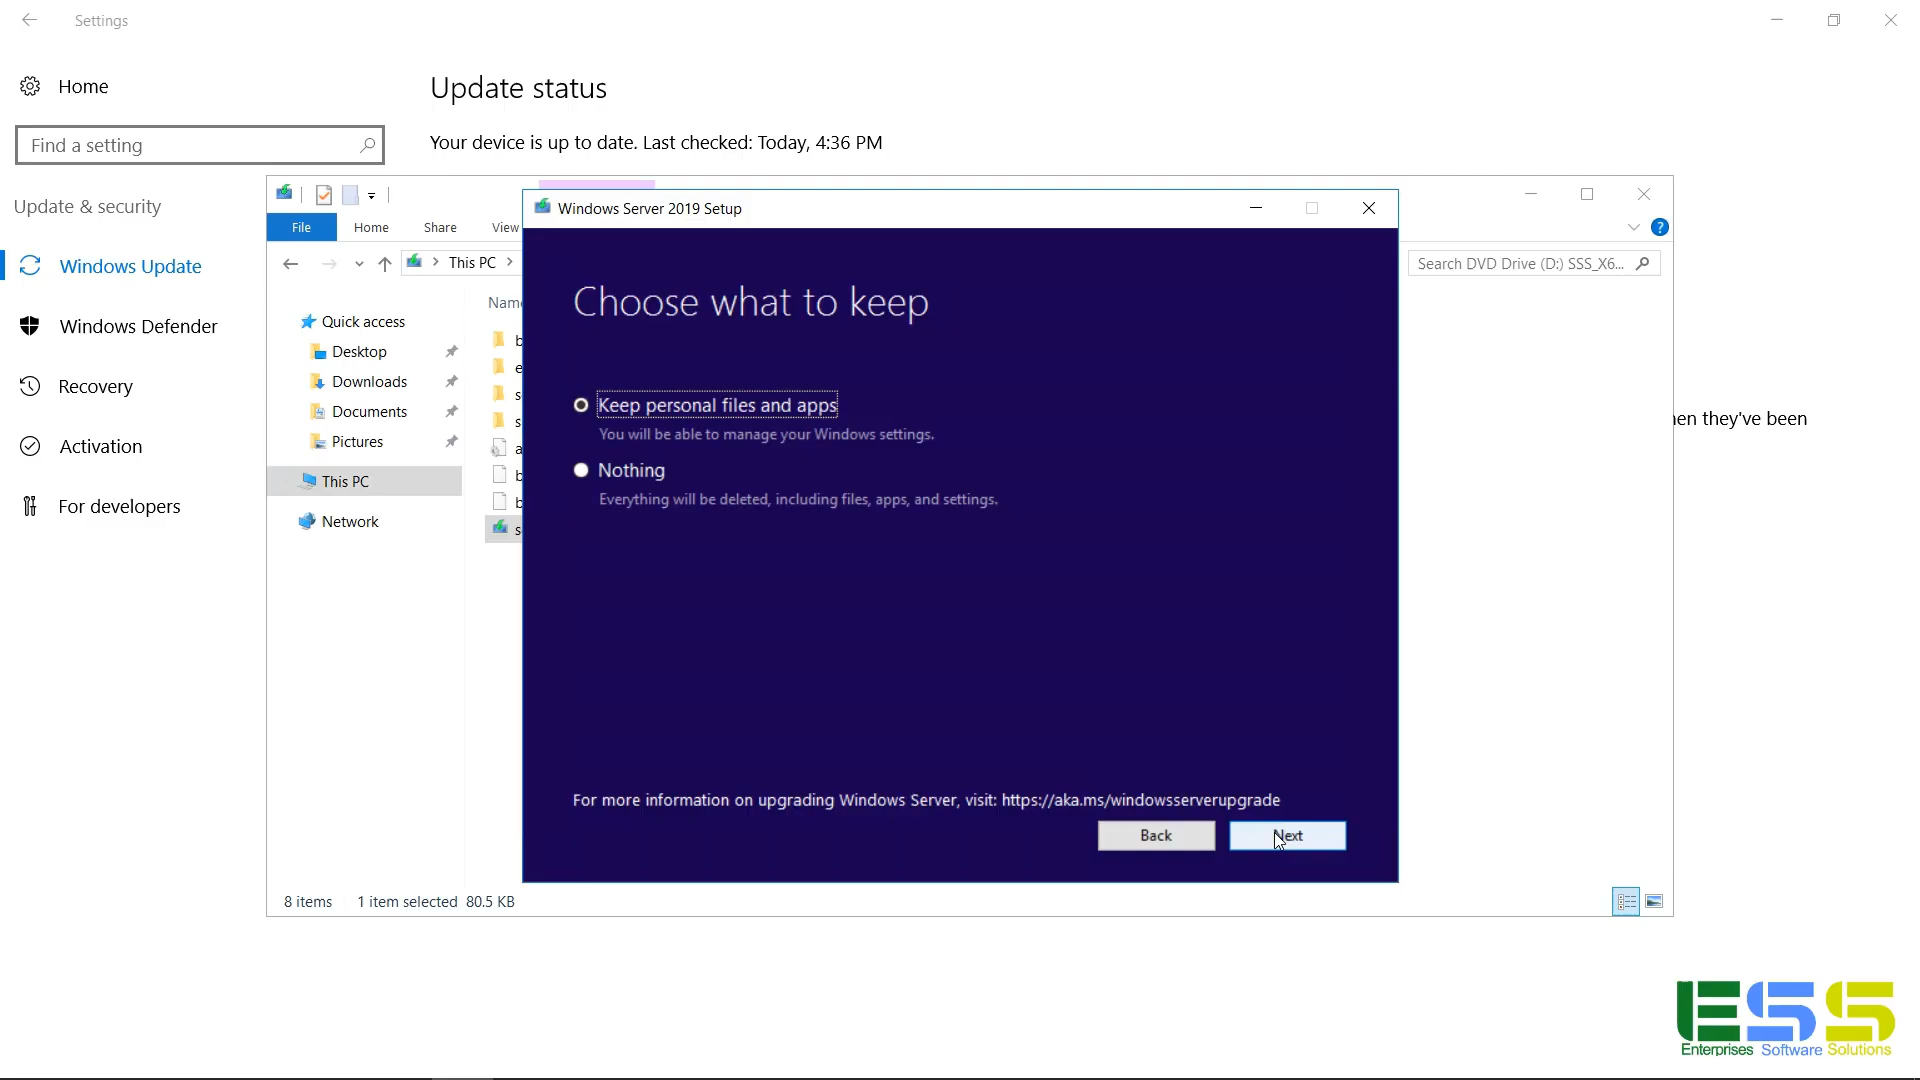 Settings
Home
Find a setting
Update & security
Windows Update
Windows Defender
Recovery
Activation
For developers
Update status
Your device is up to date. Last checked: Today, 4:36 PM
hen they've been
File
Home
Share
View
This PC
Search DVD Drive (D:) SSS_X6...
Quick access
Desktop
Downloads
Documents
Pictures
This PC
Network
Name
b
e
s
s
a
b
b
s
8 items
1 item selected 80.5 KB
Windows Server 2019 Setup
Choose what to keep
Keep personal files and apps
You will be able to manage your Windows settings.
Nothing
Everything will be deleted, including files, apps, and settings.
For more information on upgrading Windows Server, visit: https://aka.ms/windowsserverupgrade
Back
Next
ESS
Enterprises Software Solutions